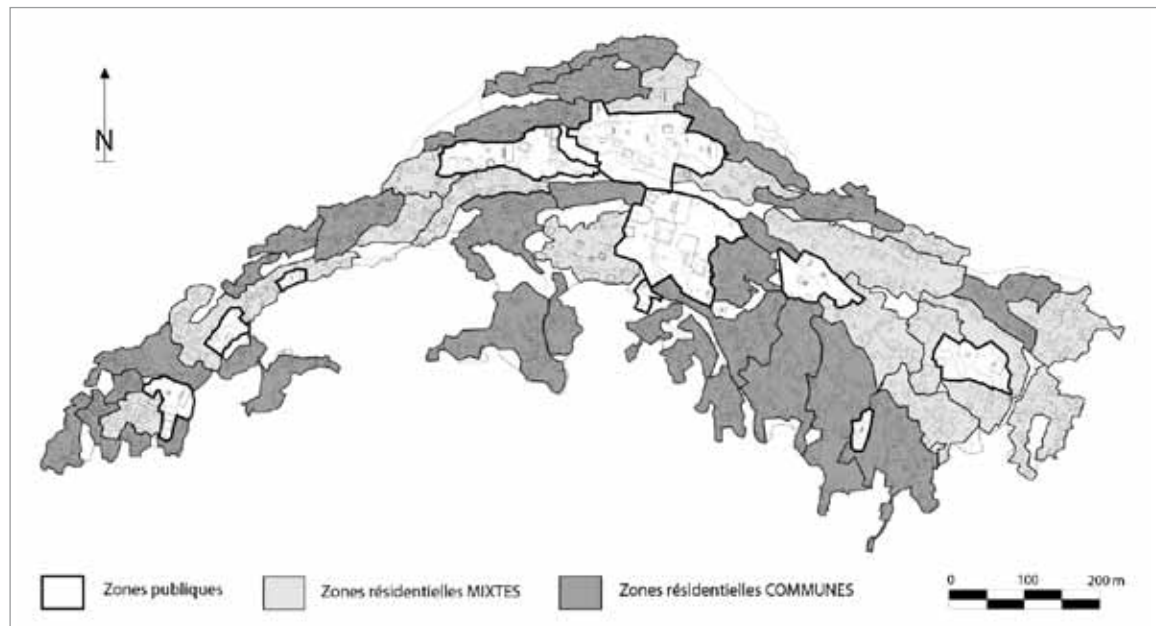 N
Zones publiques
Zones résidentielles MIXTES
Zones résidentielles COMMUNES
0 100 200 m